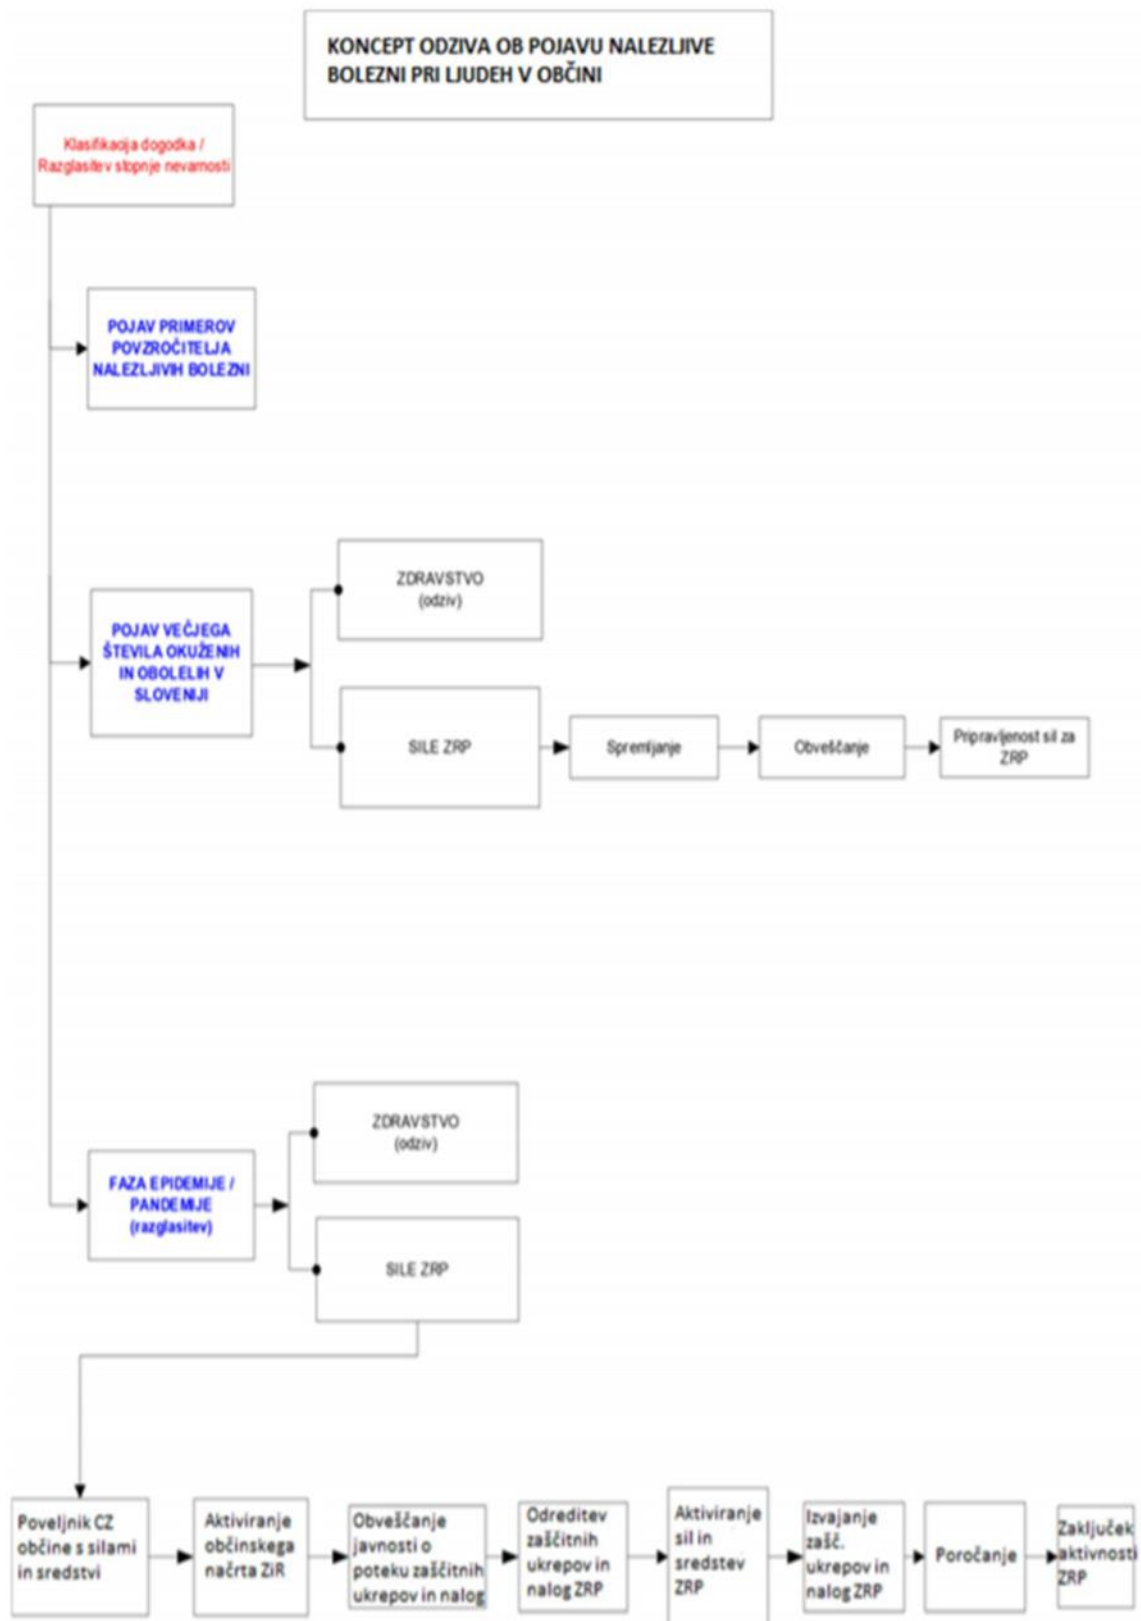 KONCEPT ODZIVA OB POJAVU NALEZLJIVE
BOLEZNI PRI LJUDEH V OBČINI
Klasifikacija dogodka /
Razglasitev stopnje nevarnosti
POJAV PRIMEROV
POVZROČITELJA
NALEZLJIVIH BOLEZNI
POJAV VEČJEGA
ŠTEVILA OKUŽENIH
IN OBOLELIH V
SLOVENIJI
ZDRAVSTVO
(odziv)
SILE ZRP
Spremljanje
Obveščanje
Pripravljenost sil za
ZRP
FAZA EPIDEMIJE /
PANDEMIJE
(razglasitev)
ZDRAVSTVO
(odziv)
SILE ZRP
Poveljnik CZ
občine s silami
in sredstvi
Aktiviranje
občinskega
načrta ZiR
Obveščanje
javnosti o
poteku zaščitnih
ukrepov in nalog
Odreditev
zaščitnih
ukrepov in
nalog ZRP
Aktiviranje
sil in
sredstev
ZRP
Izvajanje
zašč.
ukrepov in
nalog ZRP
Poročanje
Zaključek
aktivnosti
ZRP